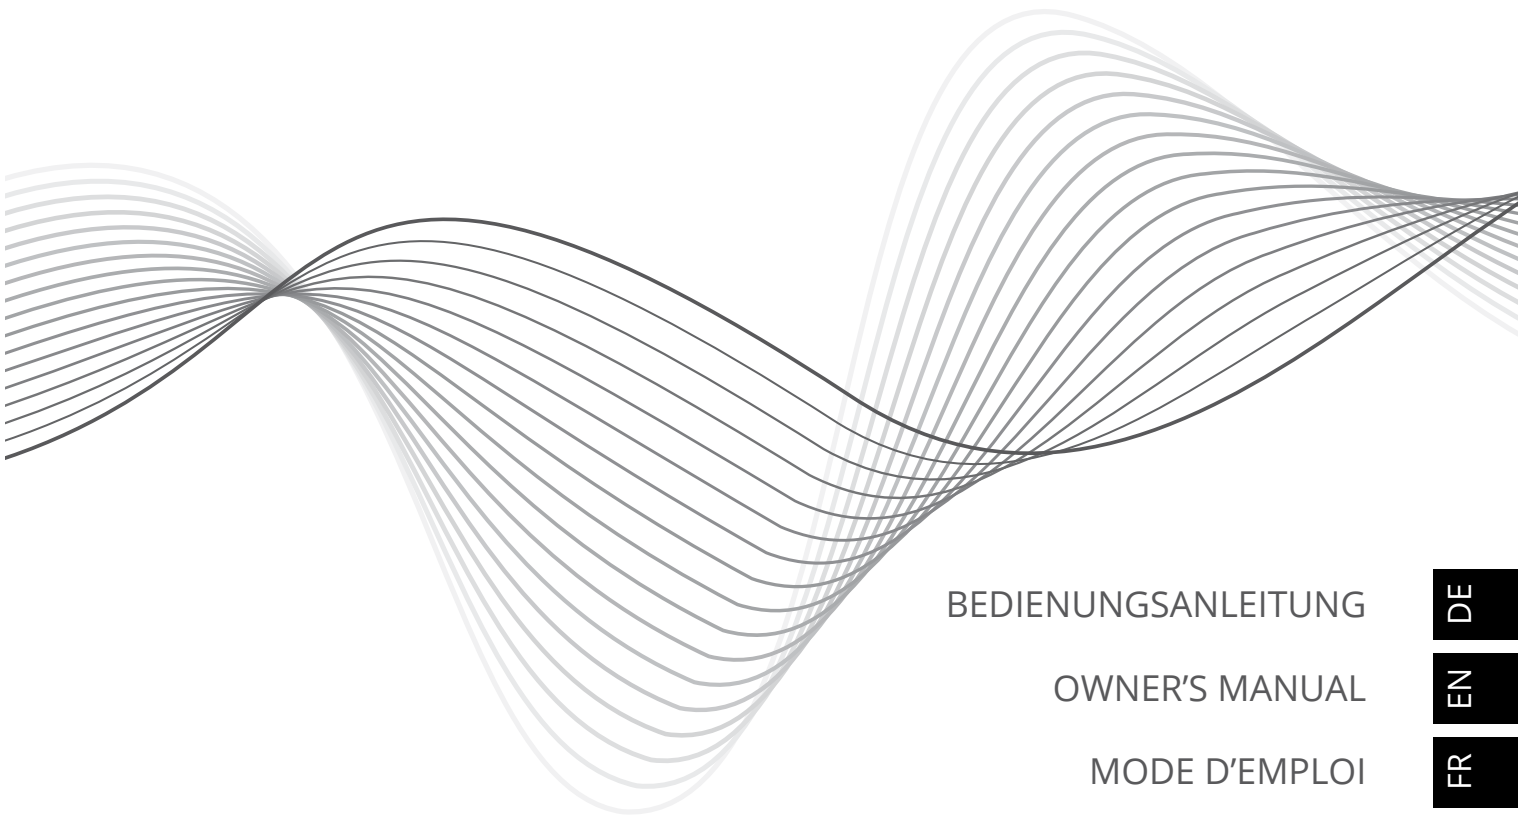 BEDIENUNGSANLEITUNG DE
OWNER’S MANUAL EN
MODE D’EMPLOI FR